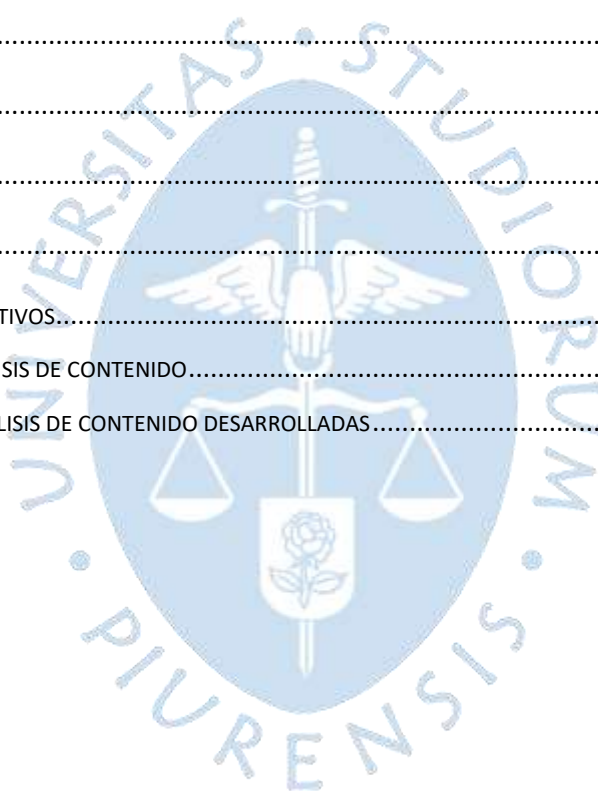 ................................................................................
................................................................................
................................................................................
................................................................................
TIVOS................................................................................
SIS DE CONTENIDO................................................................
LISIS DE CONTENIDO DESARROLLADAS...................................
UNIVERSITAS • STUDIORUM • PIURENSIS •